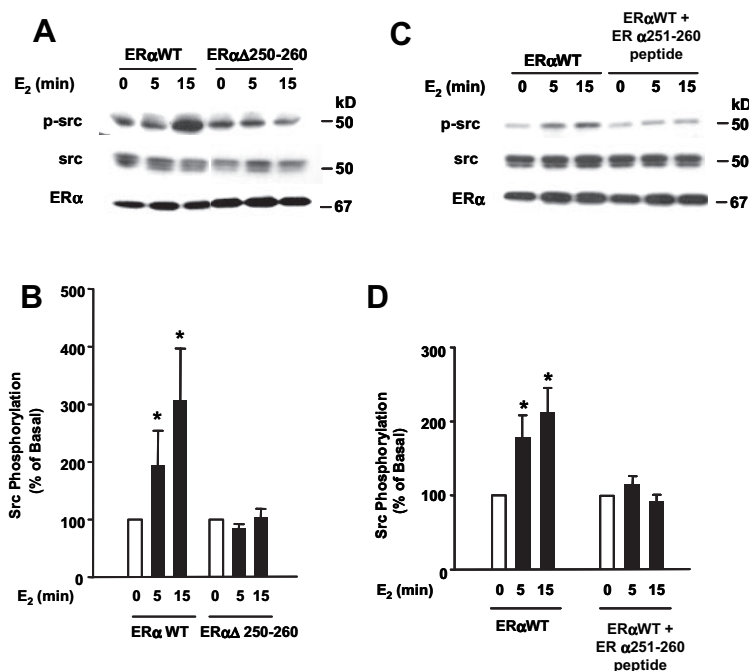 A
ERαWT ERαΔ250-260
E2 (min) 0 5 15 0 5 15
kD
p-src 50
src 50
ERα 67
C
ERαWT +
ER α251-260
peptide
ERαWT
E2 (min) 0 5 15 0 5 15
kD
p-src 50
src 50
ERα 67
B
Src Phosphorylation
(% of Basal)
500
400
300
200
100
0
* *
E2 (min) 0 5 15 0 5 15
ERα WT ERαΔ 250-260
D
Src Phosphorylation
(% of Basal)
300
200
100
0
* *
E2 (min) 0 5 15 0 5 15
ERαWT
ERαWT +
ER α251-260
peptide